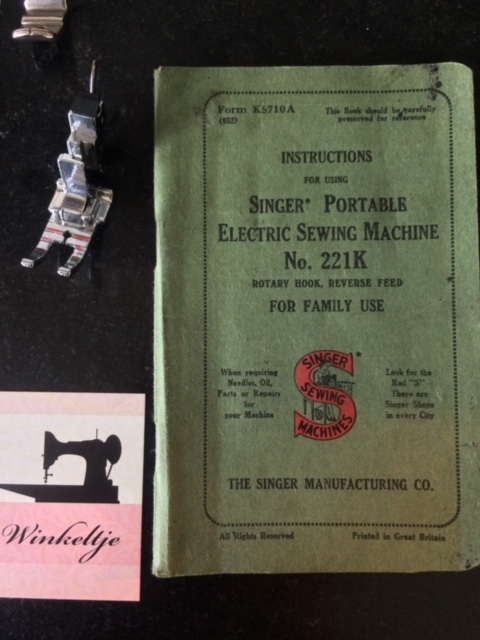 Form K5710A
(652)
This Book should be carefully
preserved for reference
INSTRUCTIONS
FOR USING
SINGER* PORTABLE
ELECTRIC SEWING MACHINE
No. 221K
ROTARY HOOK, REVERSE FEED
FOR FAMILY USE
When requiring
Needles, Oil,
Parts or Repairs
for
your Machine
SINGER
SEWING
MACHINES
*
Look for the
Red "S"
There are
Singer Shops
in every City
THE SINGER MANUFACTURING CO.
All Rights Reserved
Printed in Great Britain
Winkeltje